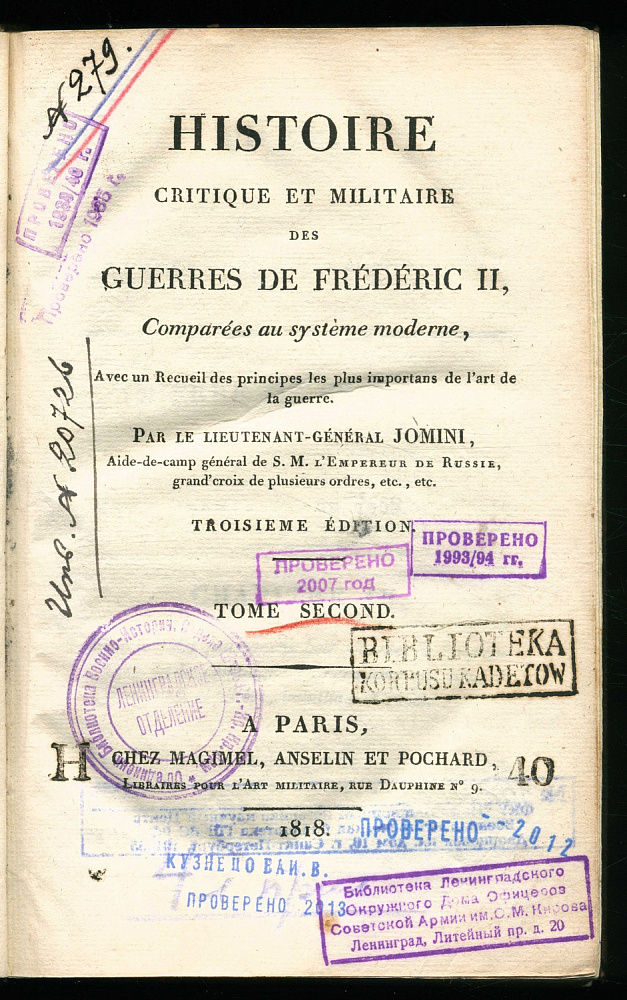 № 279.
ПРОВЕРЕНО
1939/40 г.
Проверено 1965 г.
HISTOIRE
CRITIQUE ET MILITAIRE
DES
GUERRES DE FRÉDÉRIC II,
Comparées au système moderne,
Avec un Recueil des principes les plus importans de l'art de
la guerre.
PAR LE LIEUTENANT-GÉNÉRAL JOMINI,
Aide-de-camp général de S. M. L'EMPEREUR DE RUSSIE,
grand'croix de plusieurs ordres, etc., etc.
Инв. № 20726
TROISIEME ÉDITION.
ПРОВЕРЕНО
1993/94 гг.
ПРОВЕРЕНО
2007 год
TOME SECOND.
BIBLIOTEKA
KORPUSU KADETOW
Библиотека Военно-Историч.
ЛЕНИНГРАДСКОЕ
ОТДЕЛЕНИЕ
A PARIS,
H
CHEZ MAGIMEL, ANSELIN ET POCHARD,
40
LIBRAIRES POUR L'ART MILITAIRE, RUE DAUPHINE N° 9.
1818.
ПРОВЕРЕНО 2012
КУЗНЕЦОВАИ.В.
ПРОВЕРЕНО 2013
Библиотека Ленинградского
Окружного Дома Офицеров
Советской Армии им. С. М. Кирова
Ленинград, Литейный пр. д. 20